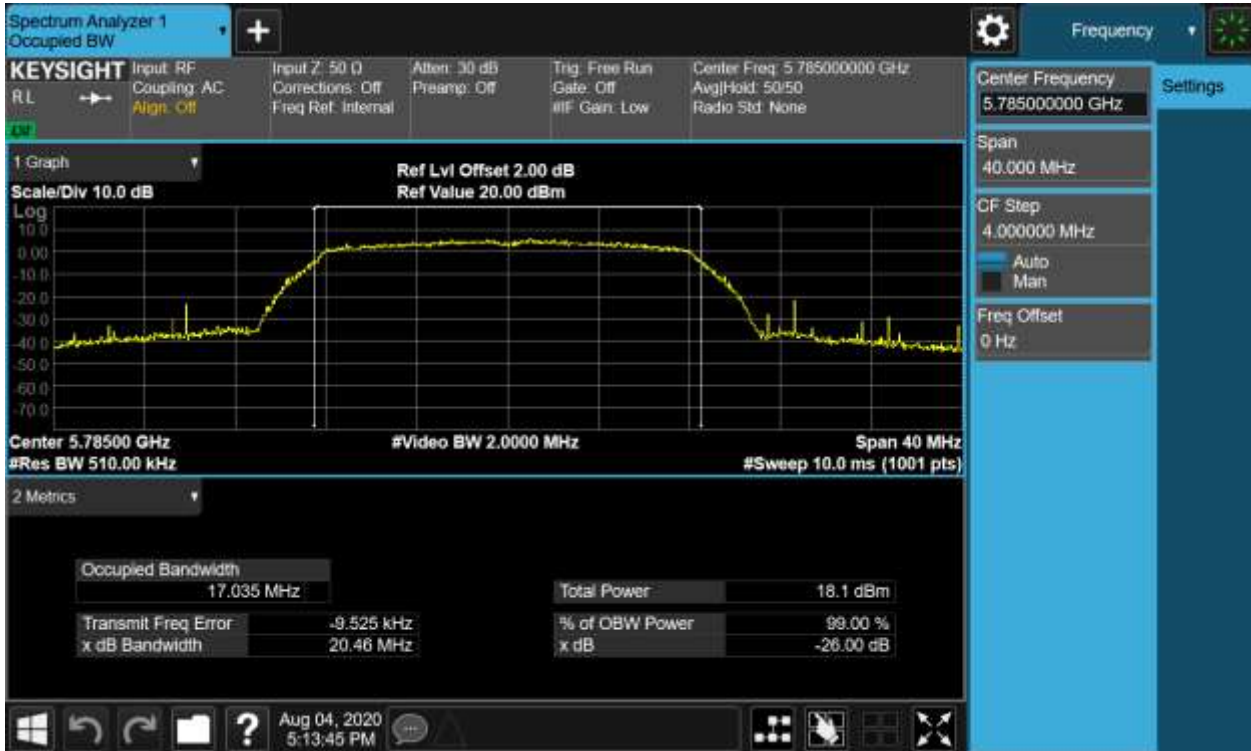 Spectrum Analyzer 1
Occupied BW
+
Frequency
KEYSIGHT
RL
Input: RF
Coupling: AC
Align: Off
Input Z: 50 Ω
Corrections: Off
Freq Ref: Internal
Atten: 30 dB
Preamp: Off
Trig: Free Run
Gate: Off
#IF Gain: Low
Center Freq: 5.785000000 GHz
Avg|Hold: 50/50
Radio Std: None
Center Frequency
5.785000000 GHz
Settings
Span
40.000 MHz
CF Step
4.000000 MHz
Auto
Man
Freq Offset
0 Hz
1 Graph
Scale/Div 10.0 dB
Ref Lvl Offset 2.00 dB
Ref Value 20.00 dBm
Log
10.0
0.00
-10.0
-20.0
-30.0
-40.0
-50.0
-60.0
-70.0
Center 5.78500 GHz
#Video BW 2.0000 MHz
Span 40 MHz
#Res BW 510.00 kHz
#Sweep 10.0 ms (1001 pts)
2 Metrics
Occupied Bandwidth
17.035 MHz
Total Power 18.1 dBm
Transmit Freq Error -9.525 kHz
% of OBW Power 99.00 %
x dB Bandwidth 20.46 MHz
x dB -26.00 dB
?
Aug 04, 2020
5:13:45 PM